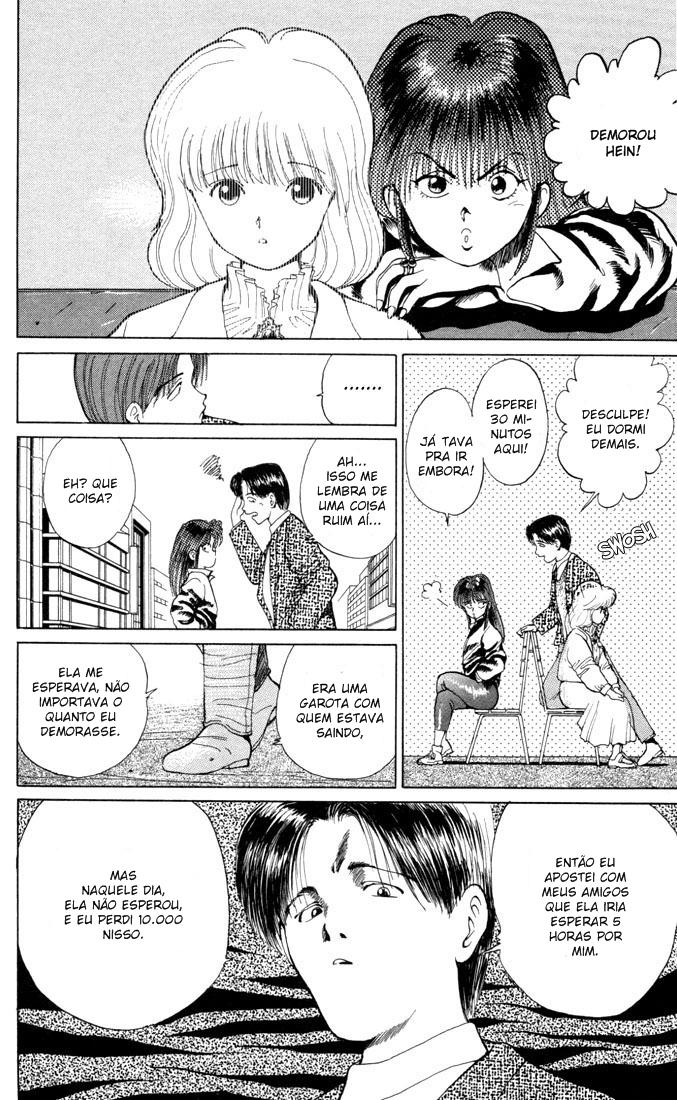 DEMOROU
HEIN!
DESCULPE!
EU DORMI
DEMAIS.
ESPEREI
30 MI-
NUTOS
AQUI!
JÁ TAVA
PRA IR
EMBORA!
SWOSH
.......
AH...
ISSO ME
LEMBRA DE
UMA COISA
RUIM AÍ...
EH? QUE
COISA?
ERA UMA
GAROTA COM
QUEM ESTAVA
SAINDO,
ELA ME
ESPERAVA, NÃO
IMPORTAVA O
QUANTO EU
DEMORASSE.
ENTÃO EU
APOSTEI COM
MEUS AMIGOS
QUE ELA IRIA
ESPERAR 5
HORAS POR
MIM.
MAS
NAQUELE DIA,
ELA NÃO ESPEROU,
E EU PERDI 10.000
NISSO.